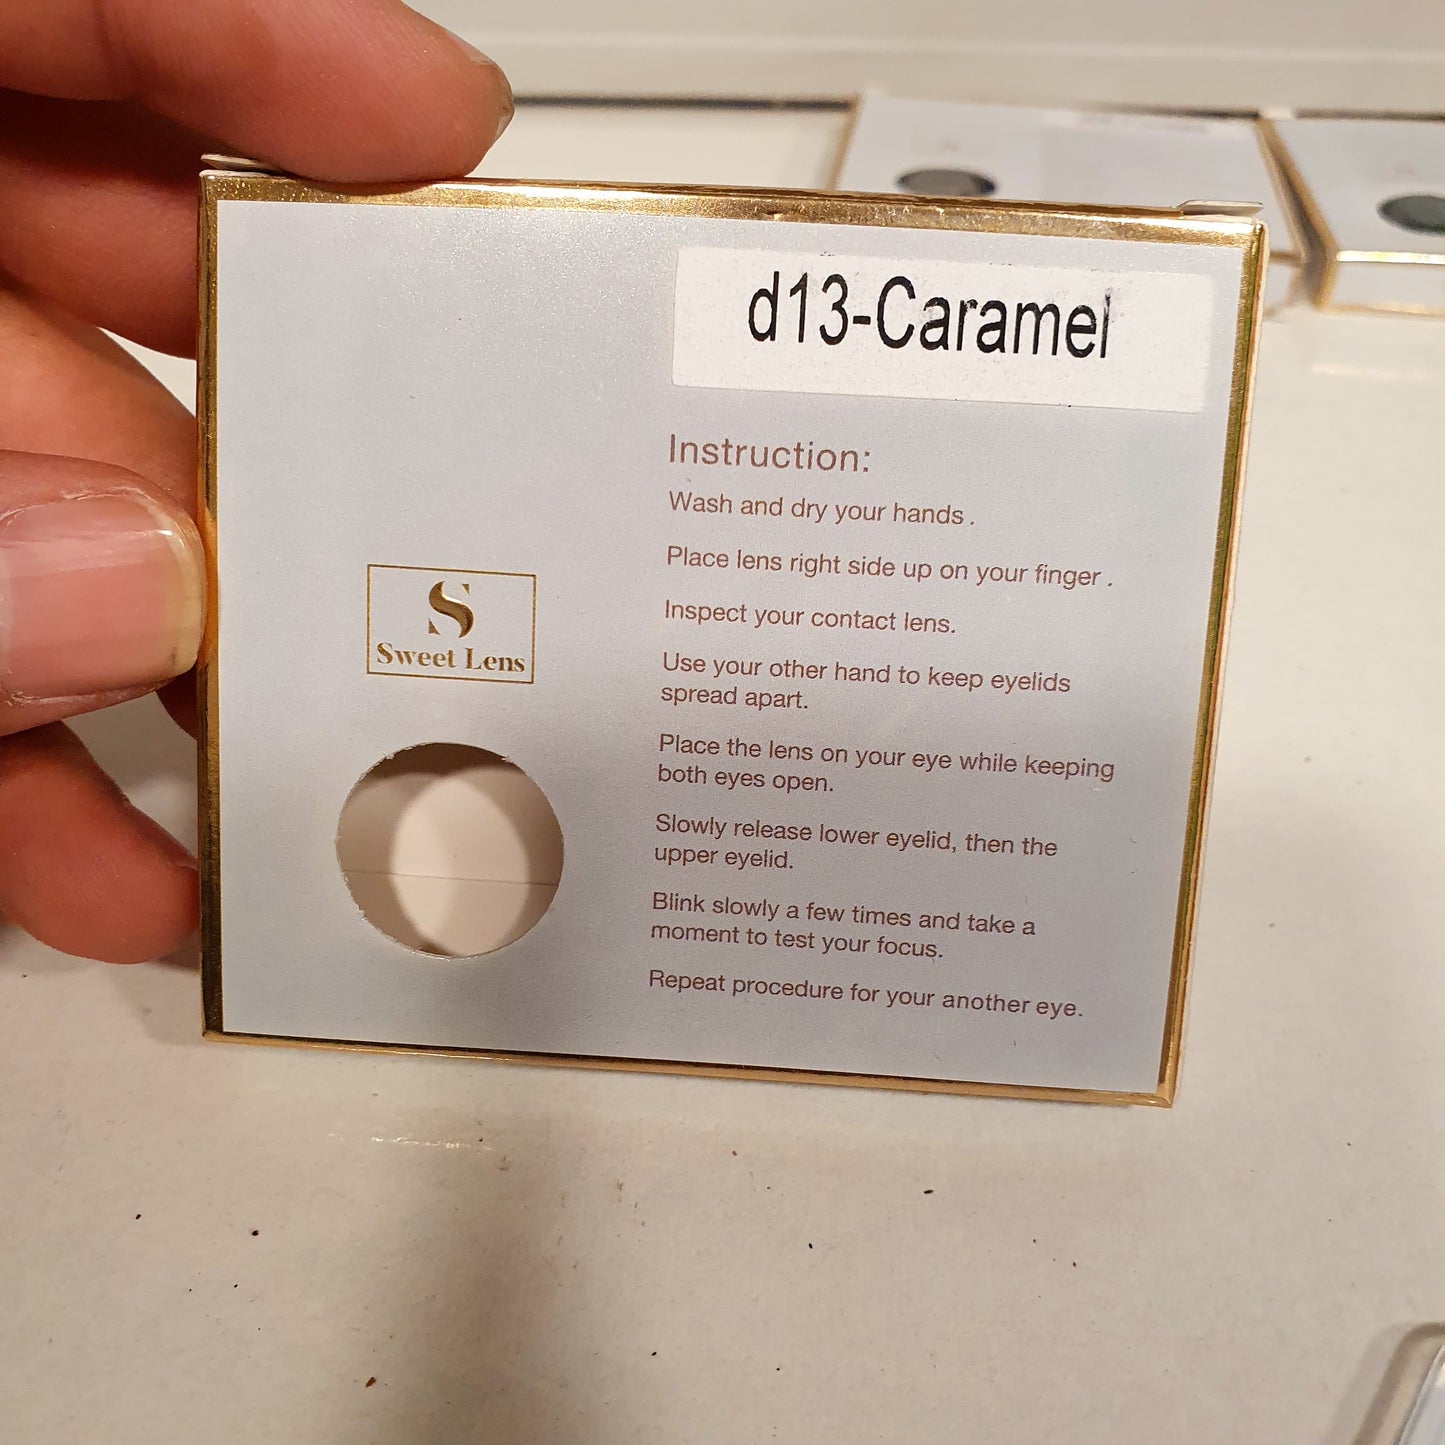 d13-Caramel
Instruction:
Wash and dry your hands .
Place lens right side up on your finger .
Inspect your contact lens.
Use your other hand to keep eyelids
spread apart.
Place the lens on your eye while keeping
both eyes open.
Slowly release lower eyelid, then the
upper eyelid.
Blink slowly a few times and take a
moment to test your focus.
Repeat procedure for your another eye.
S
Sweet Lens